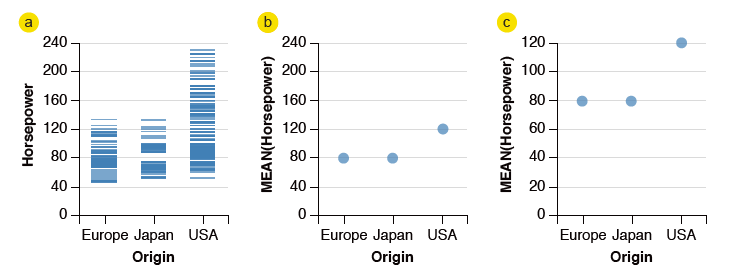 a
Horsepower
240
200
160
120
80
40
0
Europe Japan USA
Origin
b
MEAN(Horsepower)
240
200
160
120
80
40
0
Europe Japan USA
Origin
c
MEAN(Horsepower)
120
100
80
60
40
20
0
Europe Japan USA
Origin